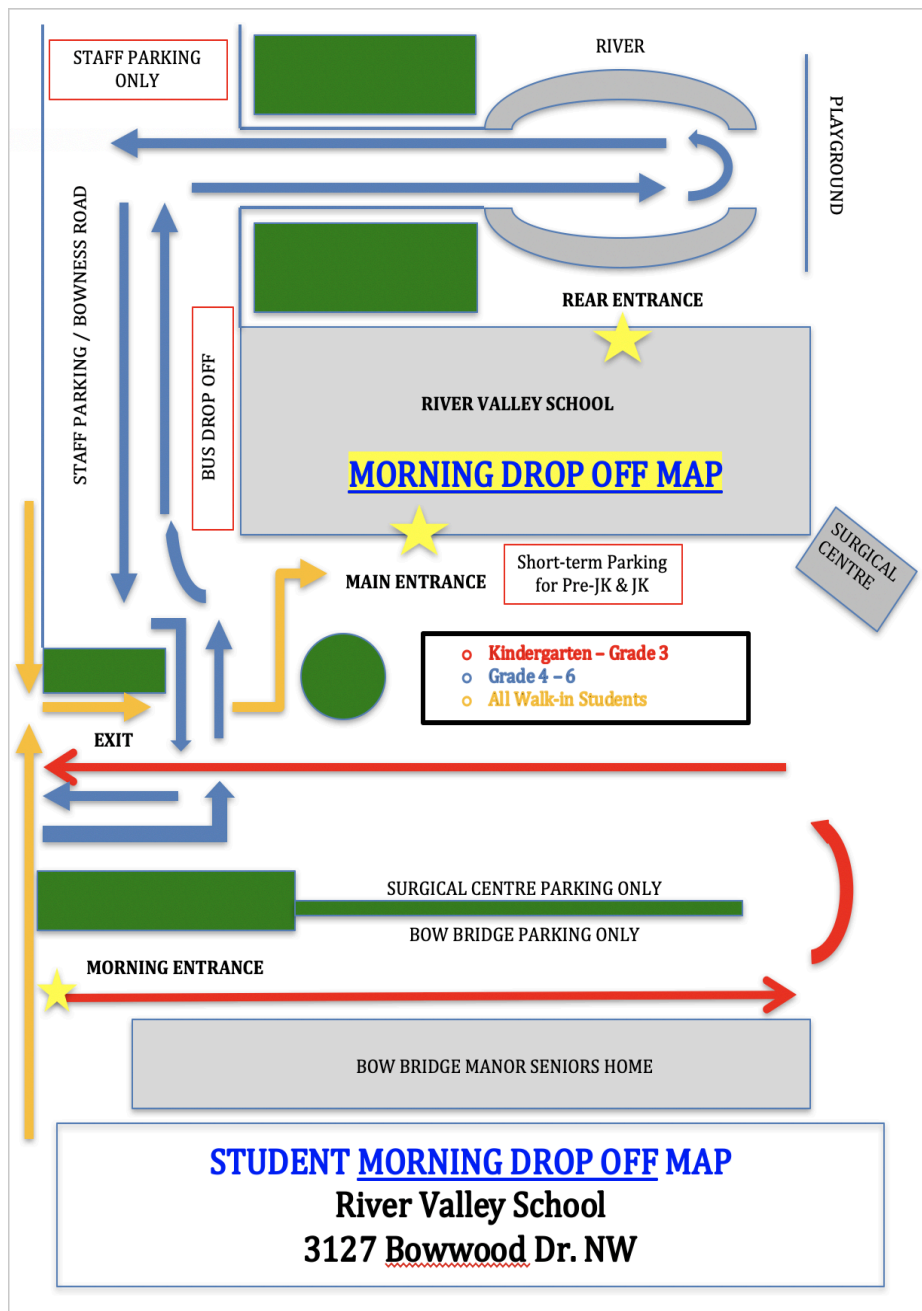 STAFF PARKING
ONLY
RIVER
PLAYGROUND
STAFF PARKING / BOWNESS ROAD
BUS DROP OFF
REAR ENTRANCE
RIVER VALLEY SCHOOL
MORNING DROP OFF MAP
MAIN ENTRANCE
Short-term Parking
for Pre-JK & JK
SURGICAL
CENTRE
Kindergarten – Grade 3
Grade 4 – 6
All Walk-in Students
EXIT
SURGICAL CENTRE PARKING ONLY
BOW BRIDGE PARKING ONLY
MORNING ENTRANCE
BOW BRIDGE MANOR SENIORS HOME
STUDENT MORNING DROP OFF MAP
River Valley School
3127 Bowwood Dr. NW